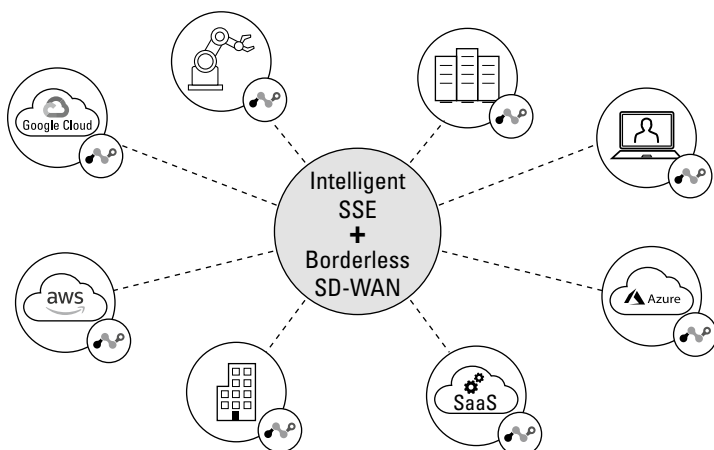 Google Cloud
Intelligent
SSE
+
Borderless
SD-WAN
aws
Azure
SaaS